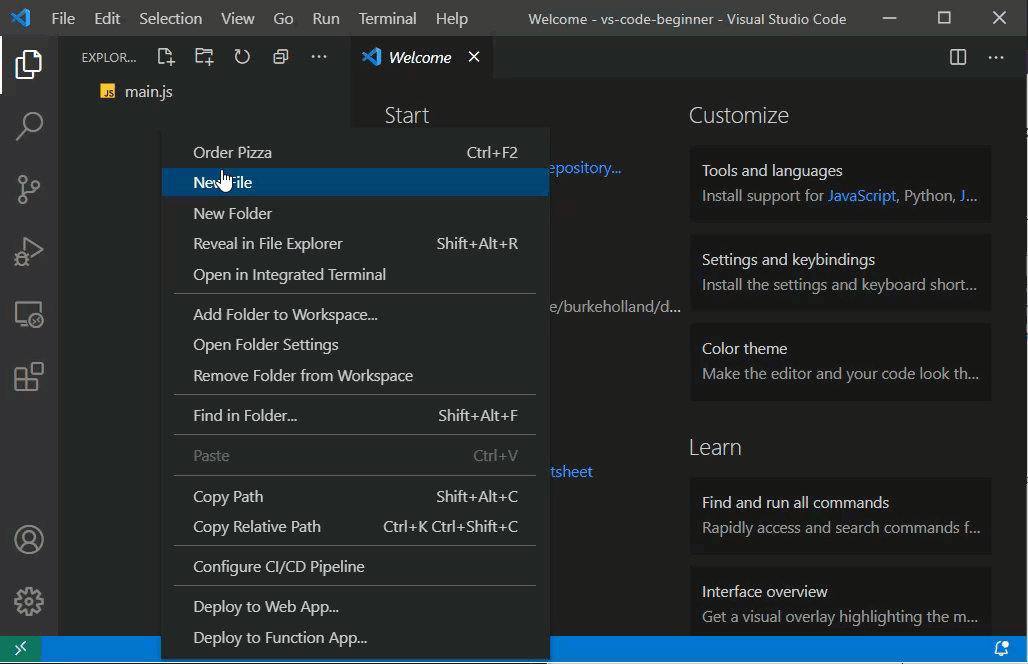 File Edit Selection View Go Run Terminal Help Welcome - vs-code-beginner - Visual Studio Code
EXPLOR... Welcome
JS main.js
Start
Customize
Order Pizza Ctrl+F2
epository...
Tools and languages
Install support for JavaScript, Python, J...
New File
New Folder
Reveal in File Explorer Shift+Alt+R
Open in Integrated Terminal
Settings and keybindings
Install the settings and keyboard short...
Add Folder to Workspace...
e/burkeholland/d...
Open Folder Settings
Remove Folder from Workspace
Color theme
Make the editor and your code look th...
Find in Folder... Shift+Alt+F
Learn
Paste Ctrl+V
tsheet
Copy Path Shift+Alt+C
Copy Relative Path Ctrl+K Ctrl+Shift+C
Find and run all commands
Rapidly access and search commands f...
Configure CI/CD Pipeline
Deploy to Web App...
Deploy to Function App...
Interface overview
Get a visual overlay highlighting the m...